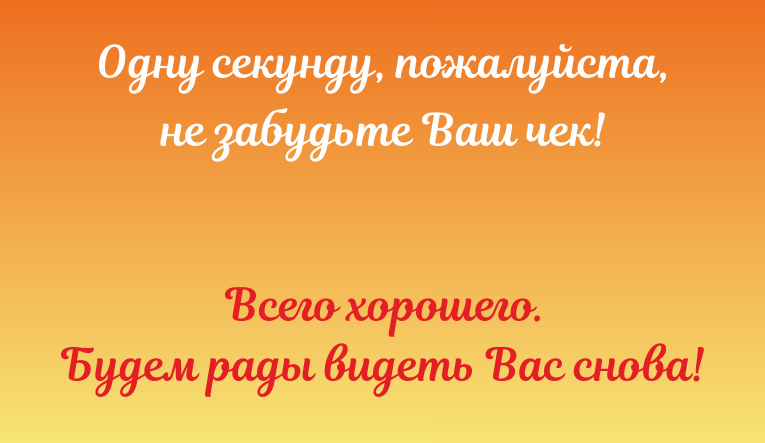 Одну секунду, пожалуйста,
не забудьте Ваш чек!
Всего хорошего.
Будем рады видеть Вас снова!